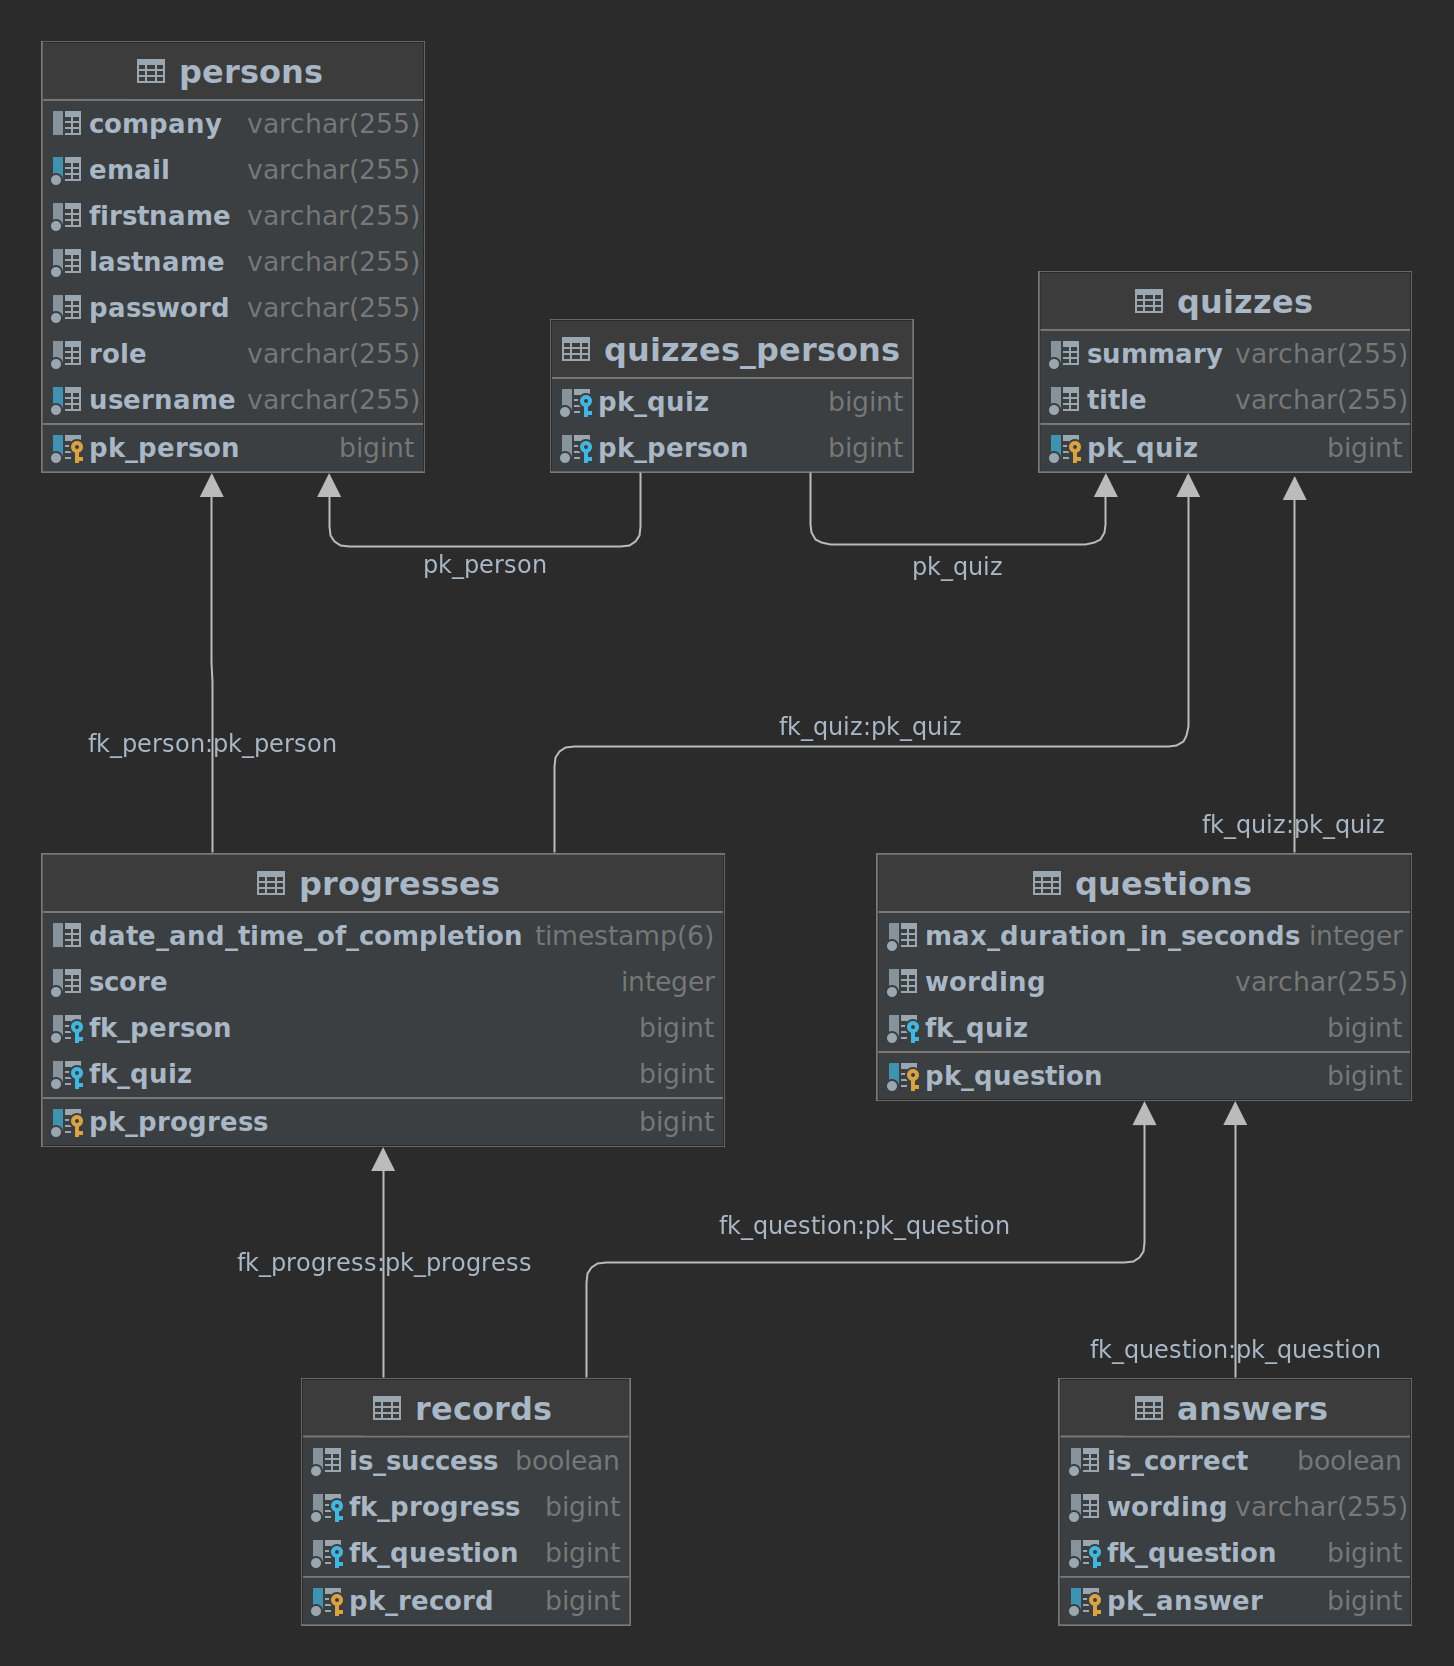 persons
company varchar(255)
email varchar(255)
firstname varchar(255)
lastname varchar(255)
password varchar(255)
role varchar(255)
username varchar(255)
pk_person bigint
quizzes_persons
pk_quiz bigint
pk_person bigint
quizzes
summary varchar(255)
title varchar(255)
pk_quiz bigint
pk_person
pk_quiz
fk_person:pk_person
fk_quiz:pk_quiz
fk_quiz:pk_quiz
progresses
date_and_time_of_completion timestamp(6)
score integer
fk_person bigint
fk_quiz bigint
pk_progress bigint
questions
max_duration_in_seconds integer
wording varchar(255)
fk_quiz bigint
pk_question bigint
fk_progress:pk_progress
fk_question:pk_question
fk_question:pk_question
records
is_success boolean
fk_progress bigint
fk_question bigint
pk_record bigint
answers
is_correct boolean
wording varchar(255)
fk_question bigint
pk_answer bigint